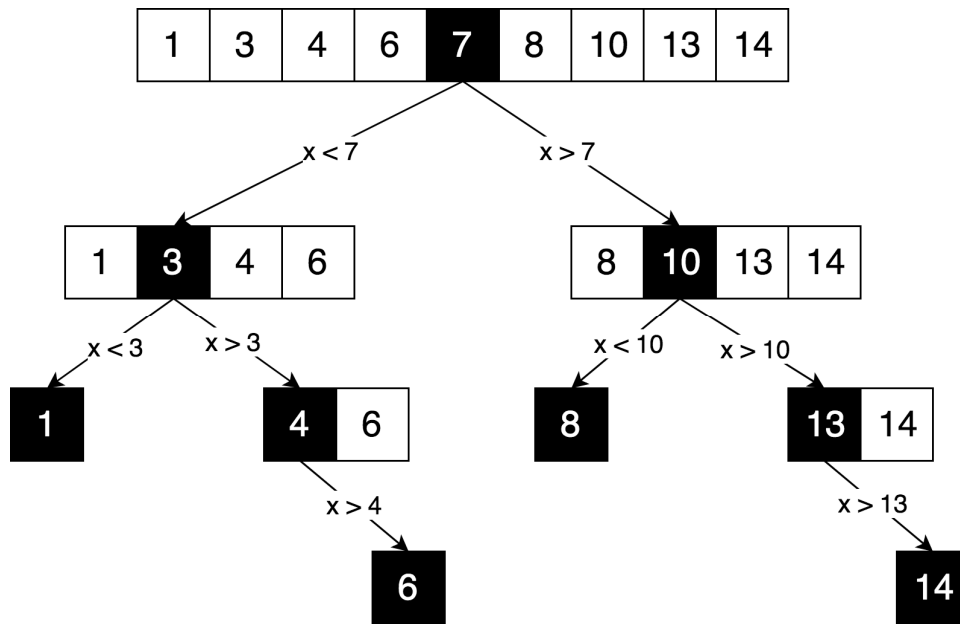 1 3 4 6 7 8 10 13 14
x < 7 x > 7
1 3 4 6 8 10 13 14
x < 3 x > 3 x < 10 x > 10
1 4 6 8 13 14
x > 4 x > 13
6 14